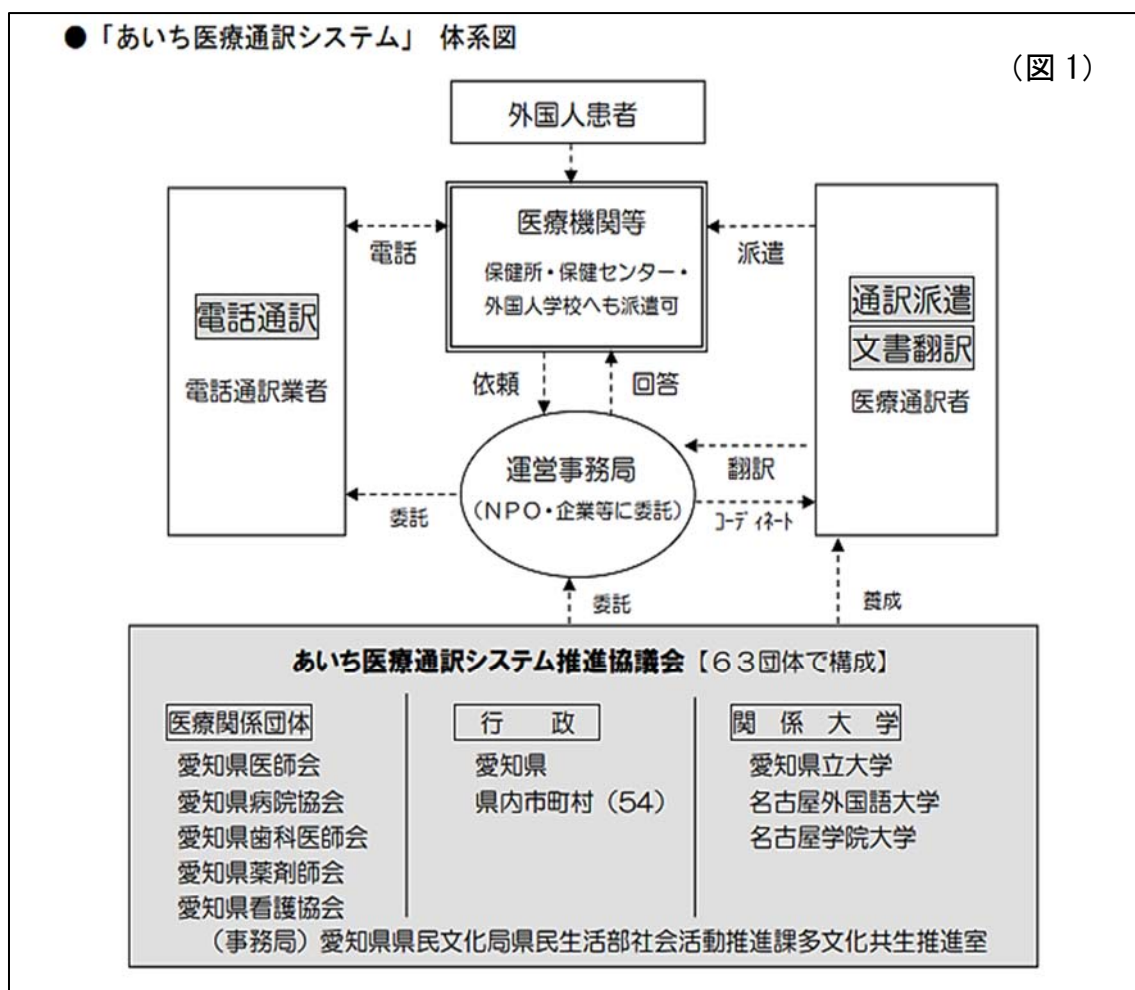 ●「あいち医療通訳システム」 体系図
(図 1)
外国人患者
医療機関等
保健所・保健センター・
外国人学校へも派遣可
電話
派遣
電話通訳
電話通訳業者
通訳派遣
文書翻訳
医療通訳者
依頼
回答
運営事務局
(NPO・企業等に委託)
翻訳
委託
コーディネート
委託
養成
あいち医療通訳システム推進協議会【63団体で構成】
医療関係団体
愛知県医師会
愛知県病院協会
愛知県歯科医師会
愛知県薬剤師会
愛知県看護協会
行 政
愛知県
県内市町村(54)
関 係 大 学
愛知県立大学
名古屋外国語大学
名古屋学院大学
(事務局)愛知県県民文化局県民生活部社会活動推進課多文化共生推進室